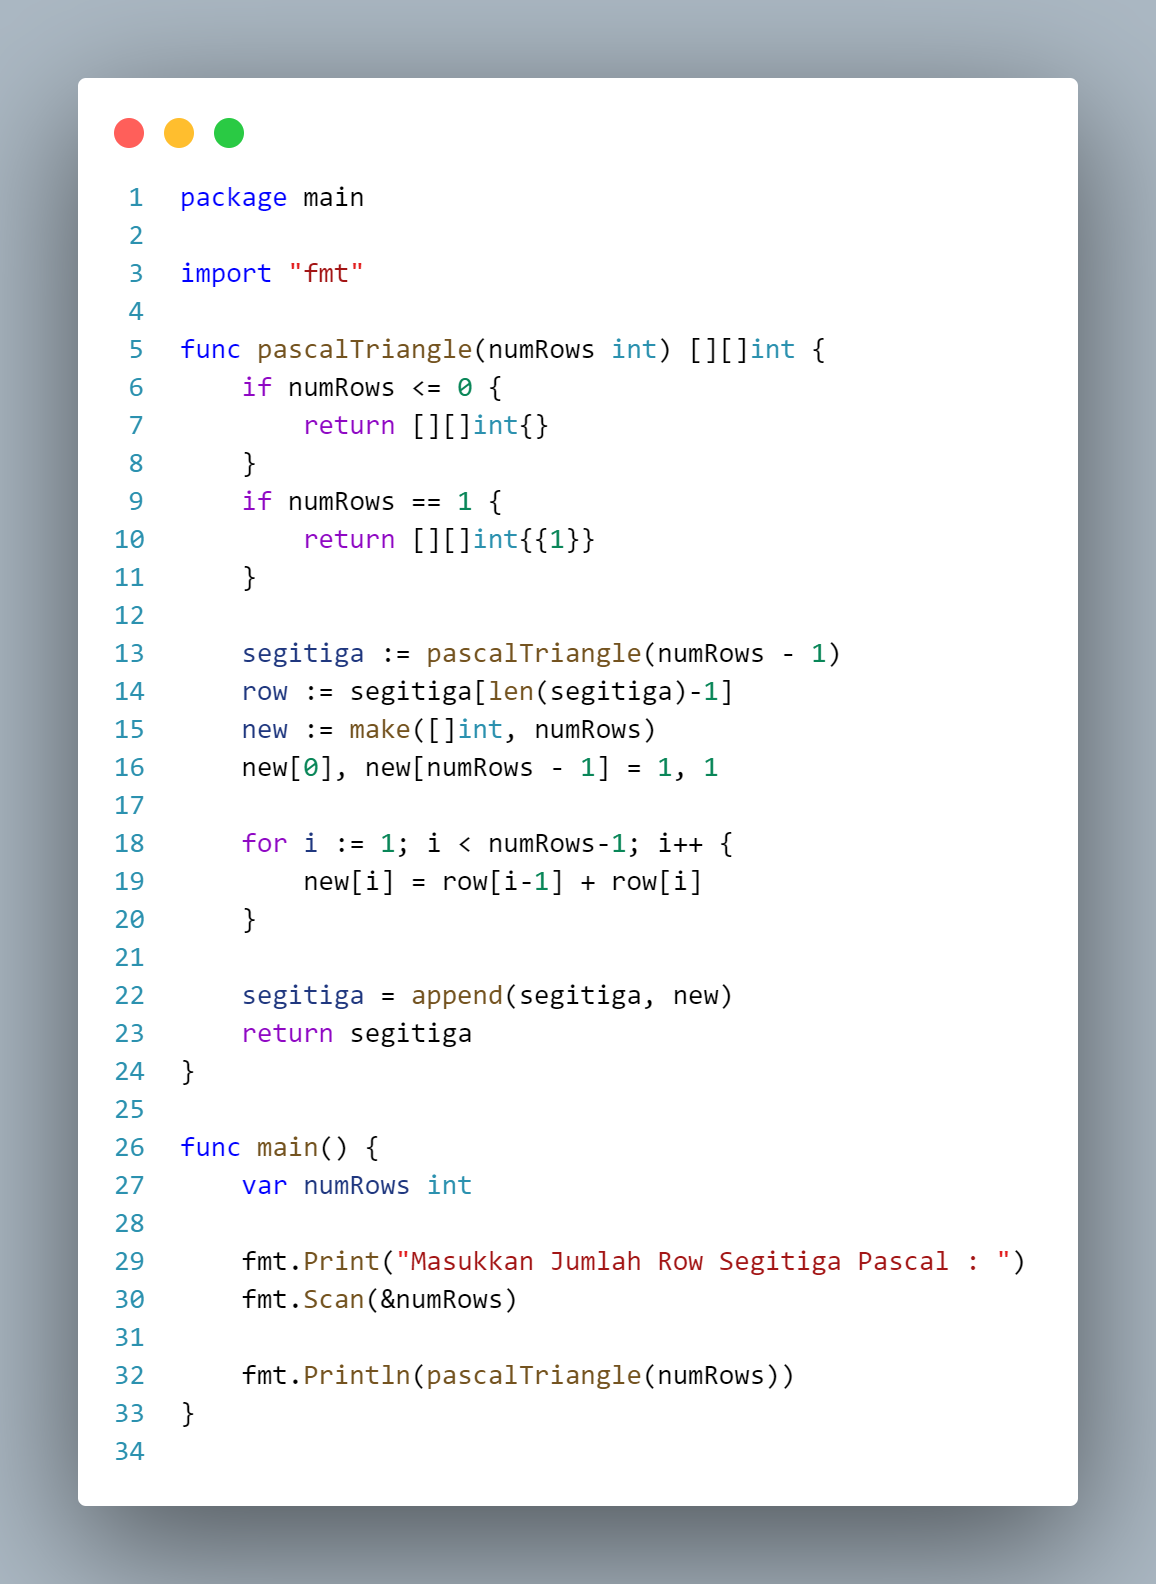 1 package main
2
3 import "fmt"
4
5 func pascalTriangle(numRows int) [][]int {
6     if numRows <= 0 {
7         return [][]int{}
8     }
9     if numRows == 1 {
10         return [][]int{{1}}
11     }
12
13     segitiga := pascalTriangle(numRows - 1)
14     row := segitiga[len(segitiga)-1]
15     new := make([]int, numRows)
16     new[0], new[numRows - 1] = 1, 1
17
18     for i := 1; i < numRows-1; i++ {
19         new[i] = row[i-1] + row[i]
20     }
21
22     segitiga = append(segitiga, new)
23     return segitiga
24 }
25
26 func main() {
27     var numRows int
28
29     fmt.Print("Masukkan Jumlah Row Segitiga Pascal : ")
30     fmt.Scan(&numRows)
31
32     fmt.Println(pascalTriangle(numRows))
33 }
34